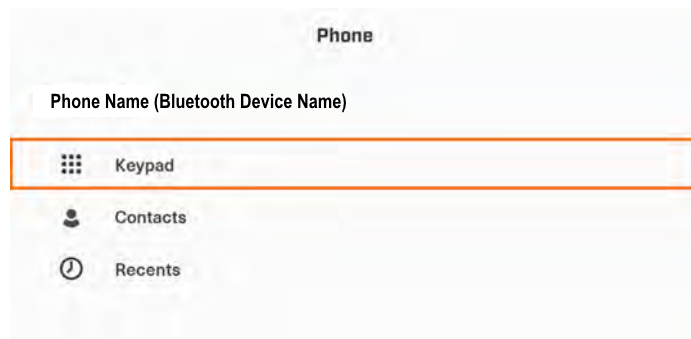 Phone
Phone Name (Bluetooth Device Name)
Keypad
Contacts
Recents